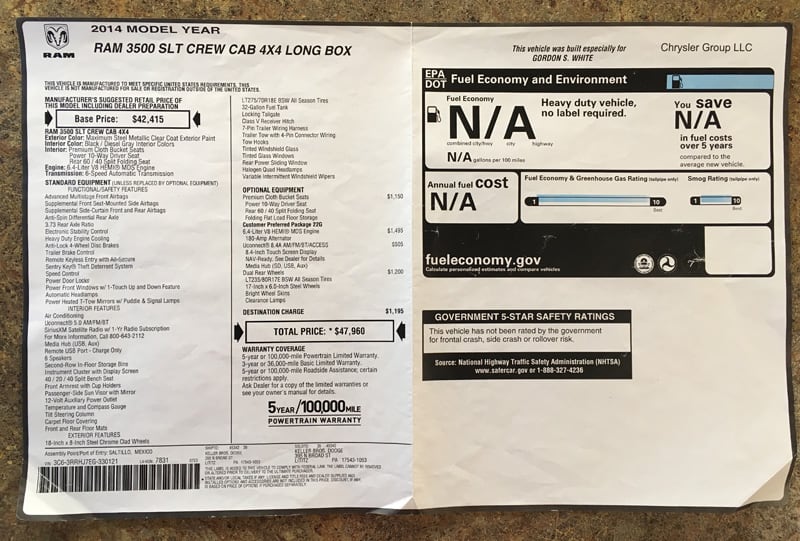 2014 MODEL YEAR
RAM 3500 SLT CREW CAB 4X4 LONG BOX
RAM
THIS VEHICLE IS MANUFACTURED TO MEET SPECIFIC UNITED STATES REQUIREMENTS. THIS
VEHICLE IS NOT MANUFACTURED FOR SALE OR REGISTRATION OUTSIDE OF THE UNITED STATES.
MANUFACTURER'S SUGGESTED RETAIL PRICE OF
THIS MODEL INCLUDING DEALER PREPARATION
Base Price: $42,415
RAM 3500 SLT CREW CAB 4X4
Exterior Color: Maximum Steel Metallic Clear Coat Exterior Paint
Interior Color: Black / Diesel Gray Interior Colors
Interior: Premium Cloth Bucket Seats
Power 10-Way Driver Seat
Rear 60 / 40 Split Folding Seat
Engine: 6.4-Liter V8 HEMI® MDS Engine
Transmission: 6-Speed Automatic Transmission
STANDARD EQUIPMENT (UNLESS REPLACED BY OPTIONAL EQUIPMENT)
FUNCTIONAL/SAFETY FEATURES
Advanced Multistage Front Airbags
Supplemental Front Seat-Mounted Side Airbags
Supplemental Side-Curtain Front and Rear Airbags
Anti-Spin Differential Rear Axle
3.73 Rear Axle Ratio
Electronic Stability Control
Heavy Duty Engine Cooling
Anti-Lock 4-Wheel Disc Brakes
Trailer Brake Control
Remote Keyless Entry with All-Secure
Sentry Key® Theft Deterrent System
Speed Control
Power Door Locks
Power Front Windows w/ 1-Touch Up and Down Feature
Automatic Headlamps
Power Heated T-Tow Mirrors w/ Puddle & Signal Lamps
INTERIOR FEATURES
Air Conditioning
Uconnect® 5.0 AM/FM/BT
SiriusXM Satellite Radio w/ 1-Yr Radio Subscription
For More Information, Call 800-643-2112
Media Hub (USB, Aux)
Remote USB Port - Charge Only
6 Speakers
Second-Row In-Floor Storage Bins
Instrument Cluster with Display Screen
40 / 20 / 40 Split Bench Seat
Front Armrest with Cup Holders
Passenger-Side Sun Visor with Mirror
12-Volt Auxiliary Power Outlet
Temperature and Compass Gauge
Tilt Steering Column
Carpet Floor Covering
Front and Rear Floor Mats
EXTERIOR FEATURES
18-Inch x 8-Inch Steel Chrome Clad Wheels
LT275/70R18E BSW All Season Tires
32-Gallon Fuel Tank
Locking Tailgate
Class V Receiver Hitch
7-Pin Trailer Wiring Harness
Trailer Tow with 4-Pin Connector Wiring
Tow Hooks
Tinted Windshield Glass
Tinted Glass Windows
Rear Power Sliding Window
Halogen Quad Headlamps
Variable Intermittent Windshield Wipers
OPTIONAL EQUIPMENT
Premium Cloth Bucket Seats $1,150
Power 10-Way Driver Seat
Rear 60 / 40 Split Folding Seat
Folding Flat Load Floor Storage
Customer Preferred Package 22G
6.4-Liter V8 HEMI® MDS Engine $1,495
180-Amp Alternator
Uconnect® 8.4A AM/FM/BT/ACCESS $505
8.4-Inch Touch Screen Display
NAV-Ready. See Dealer for Details
Media Hub (SD, USB, Aux)
Dual Rear Wheels $1,200
LT235/80R17E BSW All Season Tires
17-Inch x 6.0-Inch Steel Wheels
Bright Wheel Skins
Clearance Lamps
DESTINATION CHARGE $1,195
TOTAL PRICE: * $47,960
WARRANTY COVERAGE
5-year or 100,000-mile Powertrain Limited Warranty.
3-year or 36,000-mile Basic Limited Warranty.
5-year or 100,000-mile Roadside Assistance, certain
restrictions apply.
Ask Dealer for a copy of the limited warranties or
see your owner's manual for details.
5 YEAR / 100,000 MILE
POWERTRAIN WARRANTY
Assembly Point/Port of Entry: SALTILLO, MEXICO
VIN: 3C6-3RRHJ7EG-330121 7831
KELLER BROS. DODGE
LITITZ PA 17543-1053
KELLER BROS. DODGE
LITITZ PA 17543-1053
This vehicle was built especially for
GORDON S. WHITE
Chrysler Group LLC
EPA
DOT
Fuel Economy and Environment
Fuel Economy
N/A
combined city/hwy city highway
N/A gallons per 100 miles
Heavy duty vehicle,
no label required.
You save
N/A
in fuel costs
over 5 years
compared to the
average new vehicle.
Annual fuel cost
N/A
Fuel Economy & Greenhouse Gas Rating (tailpipe only)
1 10
Best
Smog Rating (tailpipe only)
1 10
Best
fueleconomy.gov
Calculate personalized estimates and compare vehicles
GOVERNMENT 5-STAR SAFETY RATINGS
This vehicle has not been rated by the government
for frontal crash, side crash or rollover risk.
Source: National Highway Traffic Safety Administration (NHTSA)
www.safercar.gov or 1-888-327-4236